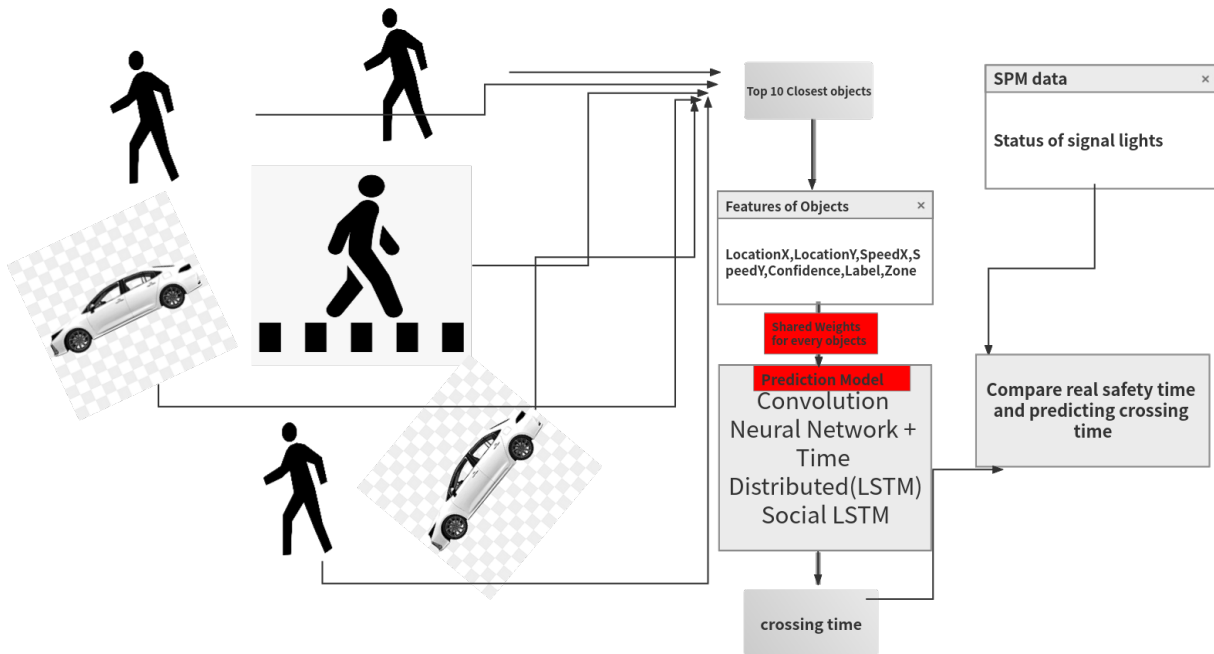 Top 10 Closest objects
SPM data
×
Status of signal lights
Features of Objects
×
LocationX,LocationY,SpeedX,S
peedY,Confidence,Label,Zone
Shared Weights
for every objects
Prediction Model
Convolution
Neural Network +
Time
Distributed(LSTM)
Social LSTM
Compare real safety time
and predicting crossing
time
crossing time